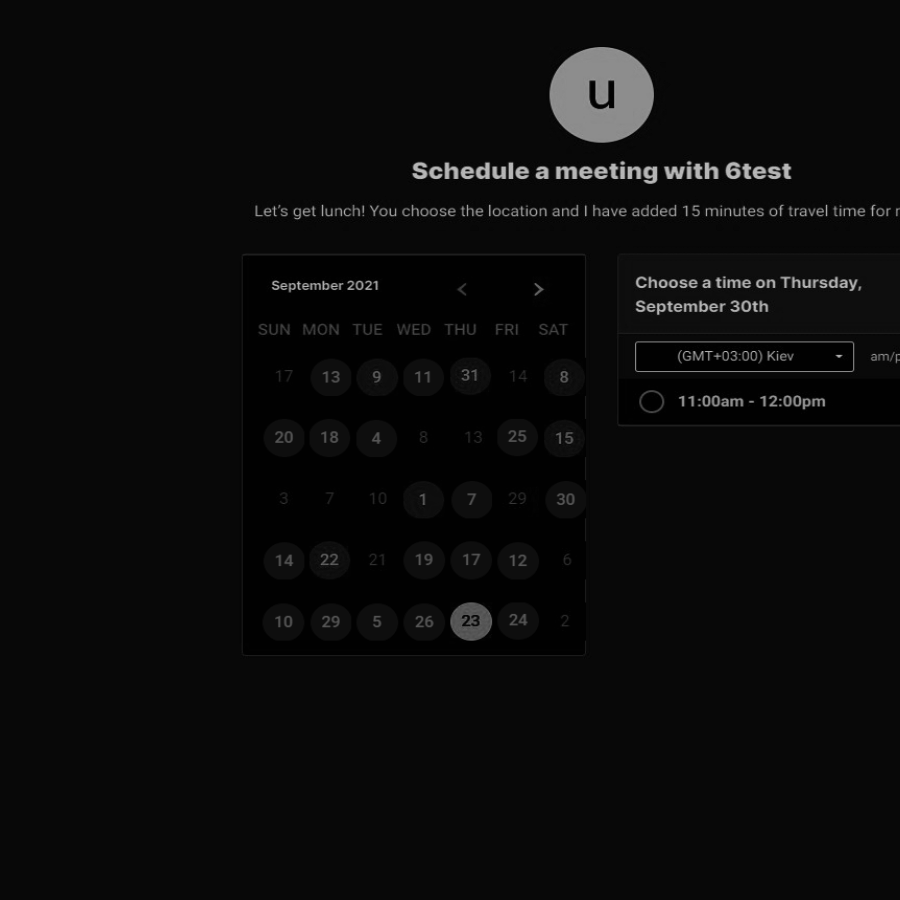 u
Schedule a meeting with 6test
Let's get lunch! You choose the location and I have added 15 minutes of travel time for
September 2021
SUN MON TUE WED THU FRI SAT
17 13 9 11 31 14 8
20 18 4 8 13 25 15
3 7 10 1 7 29 30
14 22 21 19 17 12 6
10 29 5 26 23 24 2
Choose a time on Thursday,
September 30th
(GMT+03:00) Kiev am/p
11:00am - 12:00pm